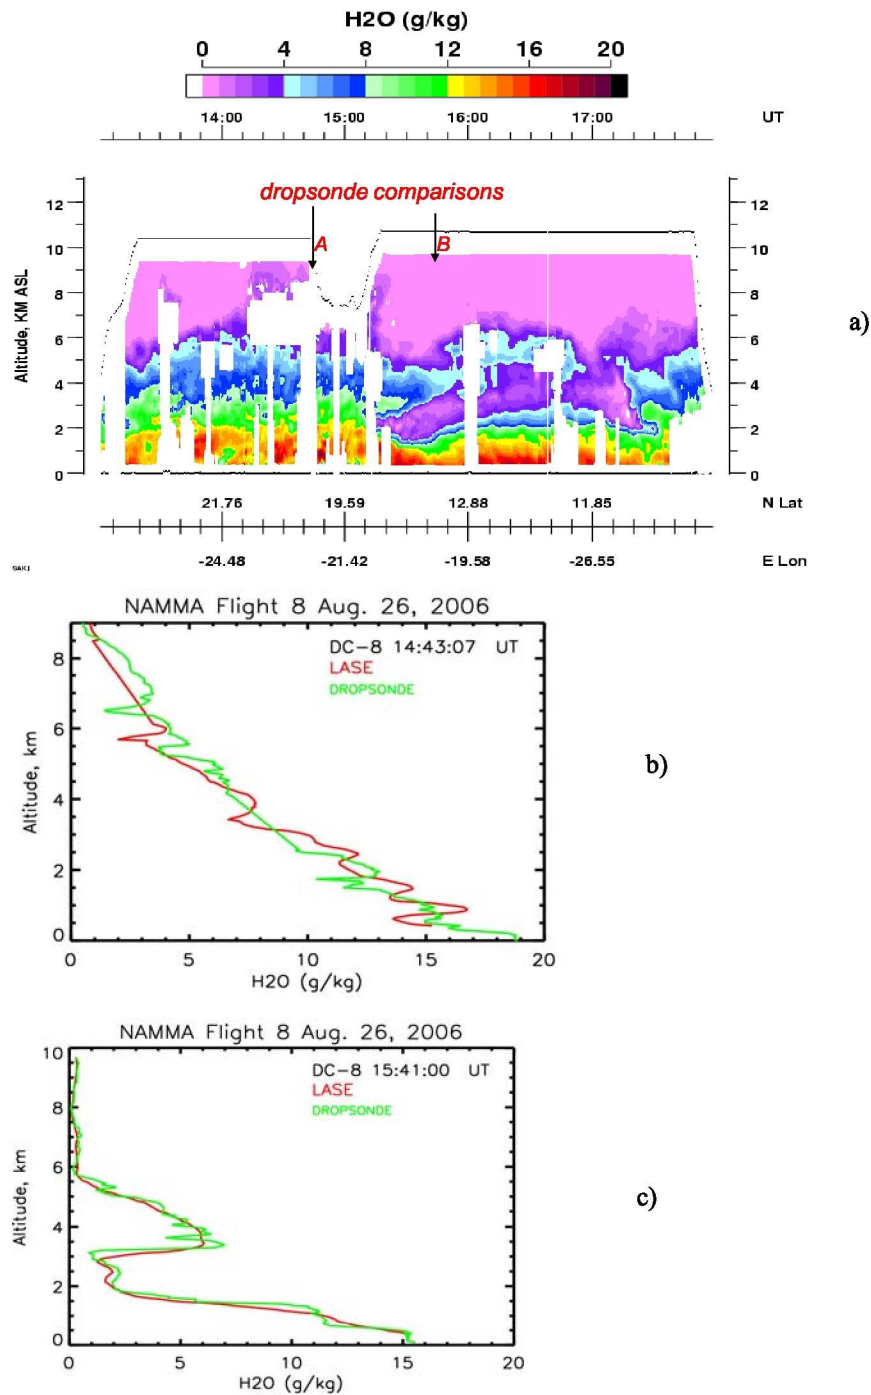 H2O (g/kg)
0 4 8 12 16 20
14:00 15:00 16:00 17:00 UT
dropsonde comparisons
A B
Altitude, KM ASL
12 12
10 10
8 8
6 6
4 4
2 2
0 0
a)
21.76 19.59 12.88 11.85 N Lat
-24.48 -21.42 -19.58 -26.55 E Lon
NAMMA Flight 8 Aug. 26, 2006
DC-8 14:43:07 UT
LASE
DROPSONDE
Altitude, km
8
6
4
2
0
0 5 10 15 20
H2O (g/kg)
b)
NAMMA Flight 8 Aug. 26, 2006
DC-8 15:41:00 UT
LASE
DROPSONDE
Altitude, km
10
8
6
4
2
0
0 5 10 15 20
H2O (g/kg)
c)